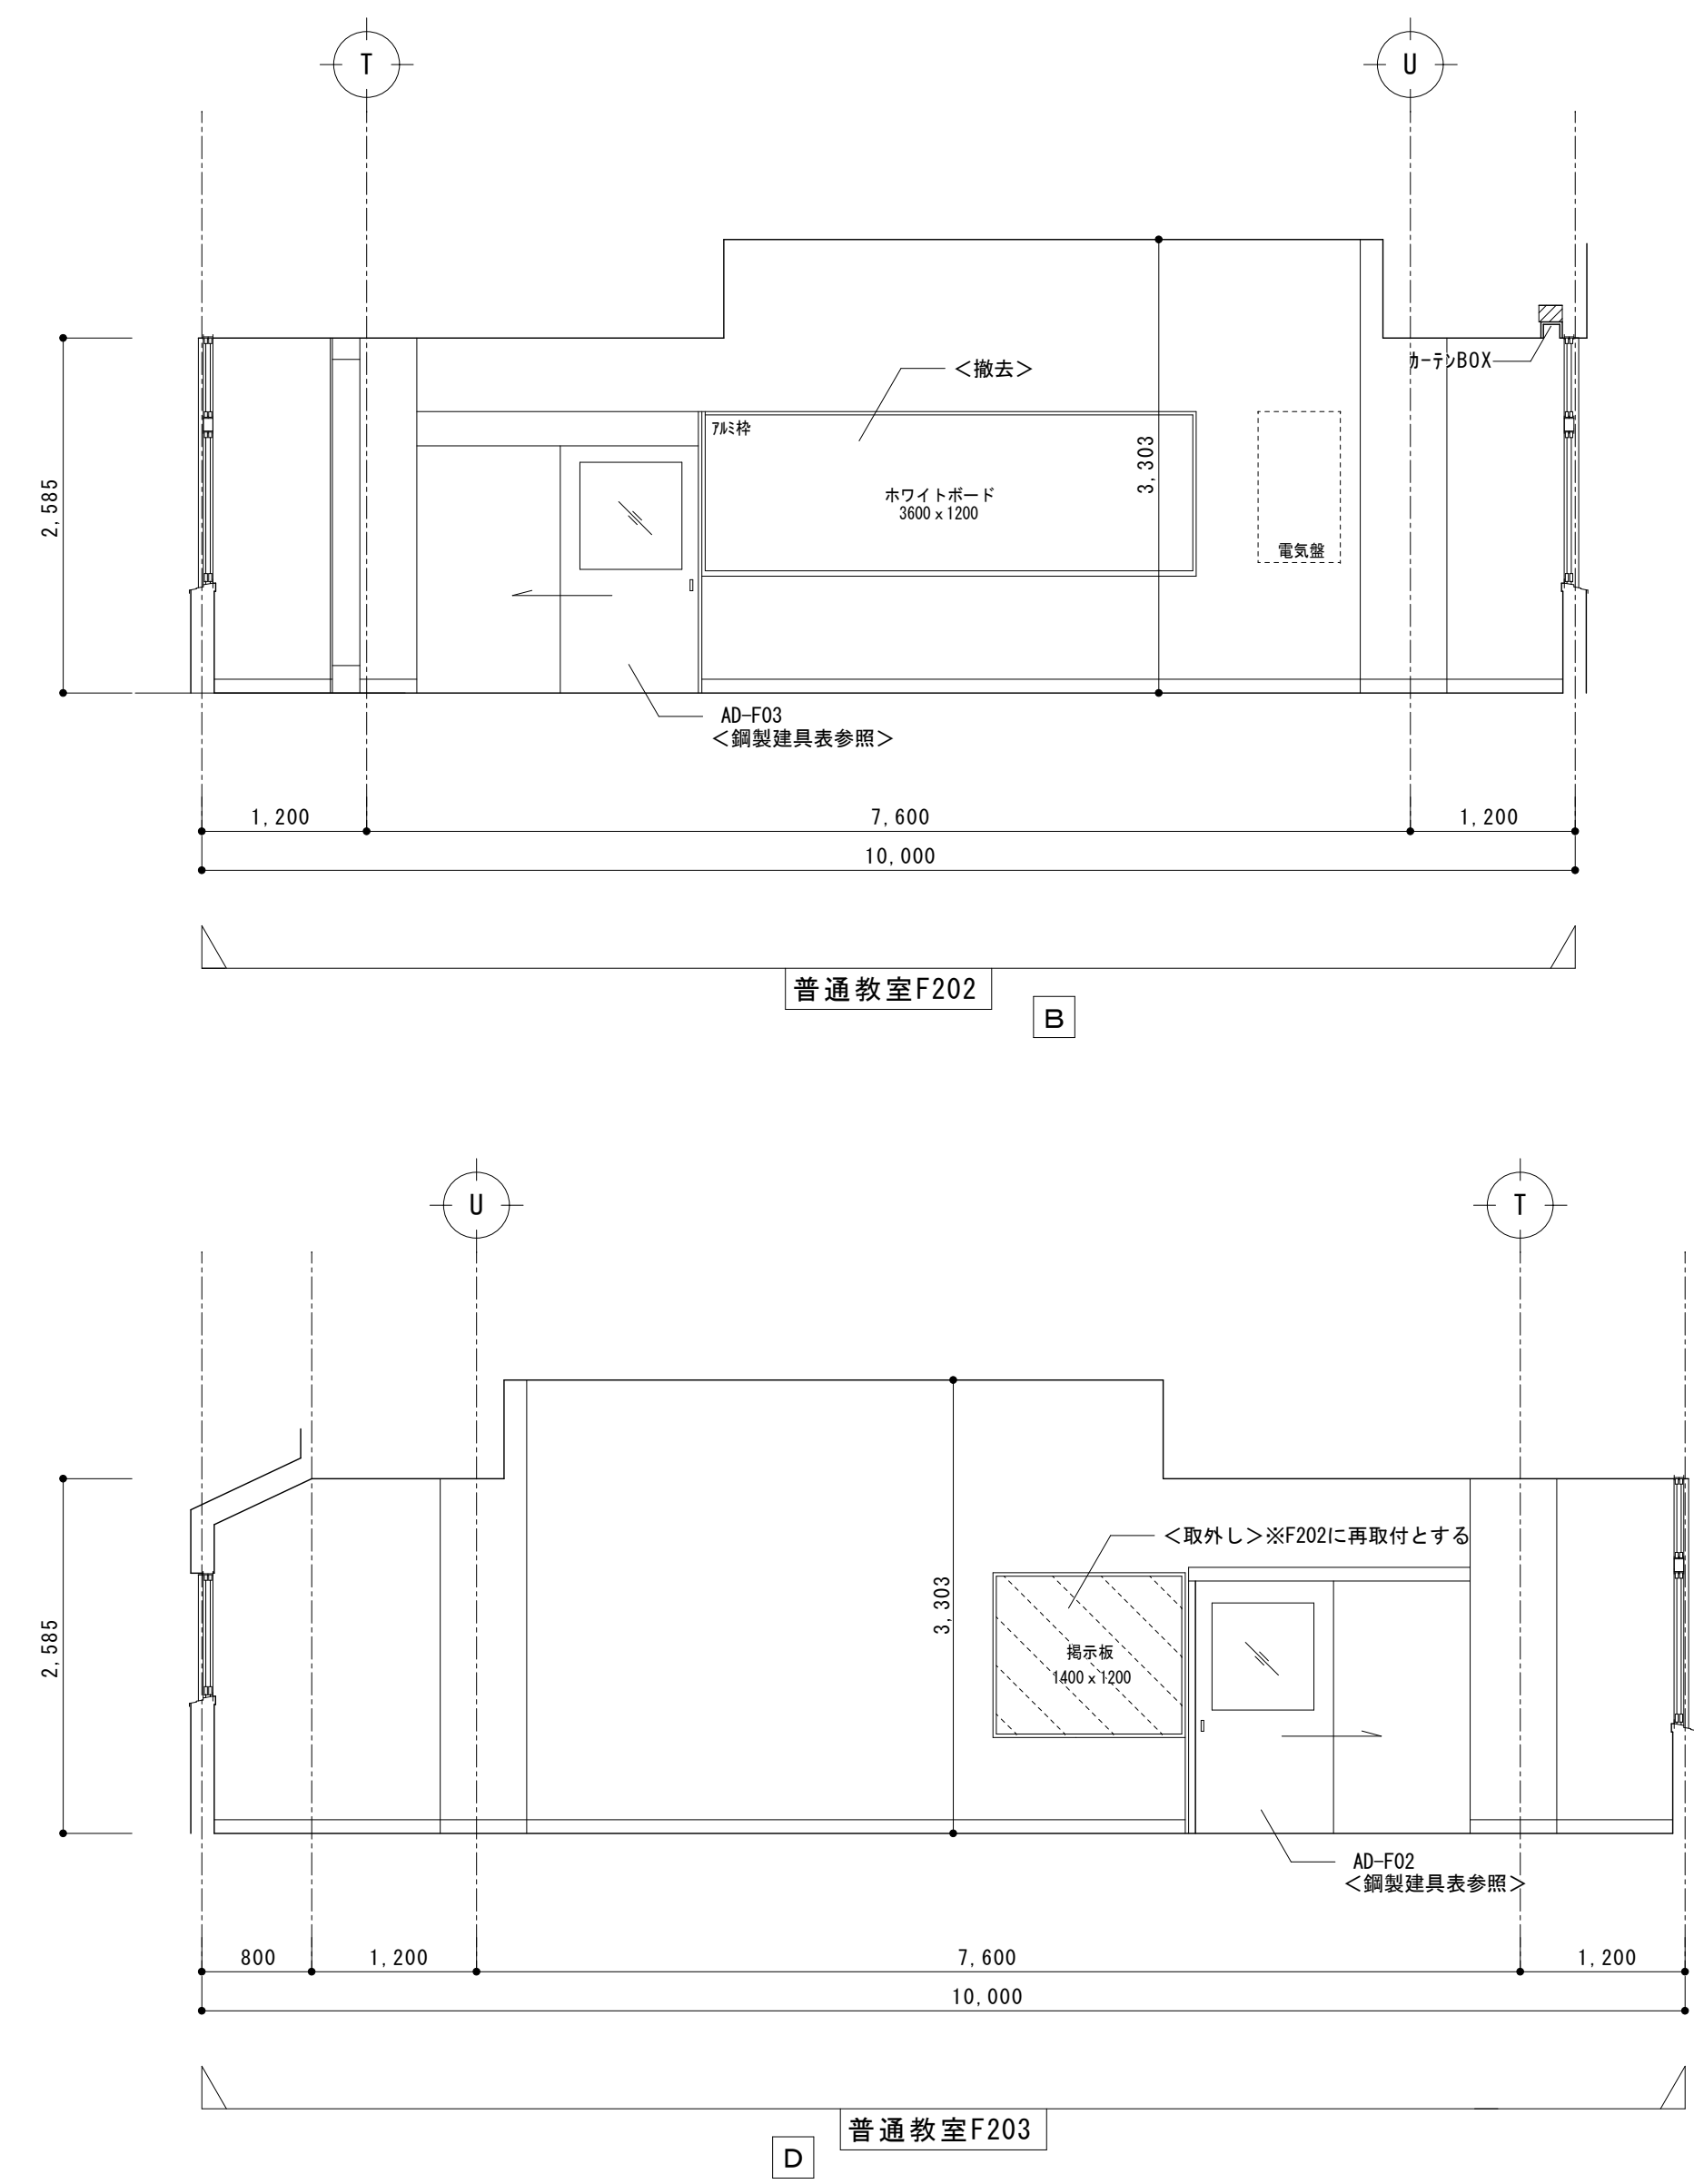 T
U
カーテンBOX
<撤去>
アルミ枠
ホワイトボード
3600 x 1200
3,303
2,585
電気盤
AD-F03
<鋼製建具表参照>
1,200
7,600
1,200
10,000
普通教室F202
B
U
T
<取外し>※F202に再取付とする
3,303
2,585
掲示板
1400 x 1200
AD-F02
<鋼製建具表参照>
800
1,200
7,600
1,200
10,000
普通教室F203
D